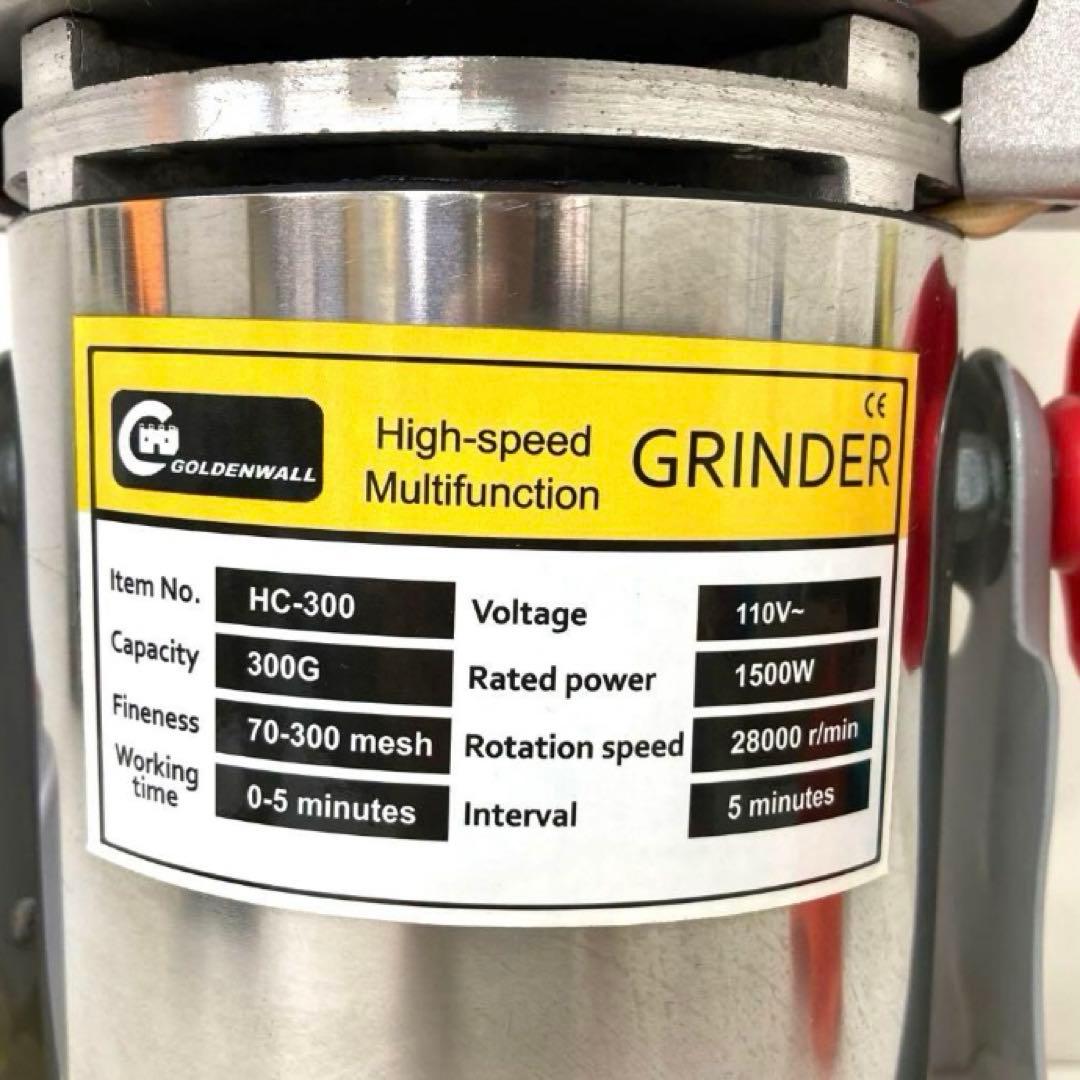 CE
GOLDENWALL
High-speed
Multifunction
GRINDER
Item No. HC-300
Voltage 110V~
Capacity 300G
Rated power 1500W
Fineness 70-300 mesh
Rotation speed 28000 r/min
Working
time 0-5 minutes
Interval 5 minutes